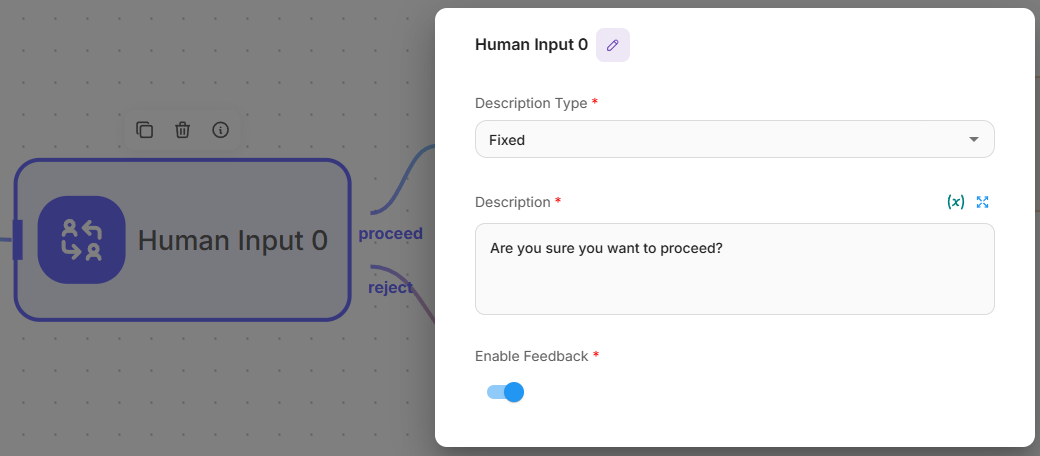 Human Input 0
proceed
reject
Human Input 0
Description Type *
Fixed
Description *
(x)
Are you sure you want to proceed?
Enable Feedback *